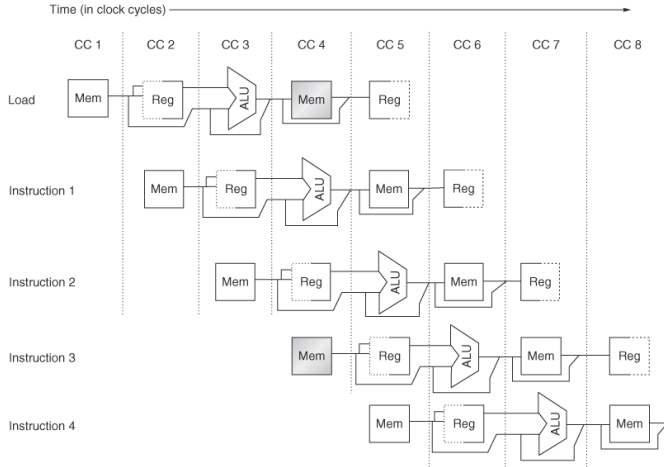 Time (in clock cycles)
CC 1 CC 2 CC 3 CC 4 CC 5 CC 6 CC 7 CC 8
Load Mem Reg ALU Mem Reg
Instruction 1 Mem Reg ALU Mem Reg
Instruction 2 Mem Reg ALU Mem Reg
Instruction 3 Mem Reg ALU Mem Reg
Instruction 4 Mem Reg ALU Mem